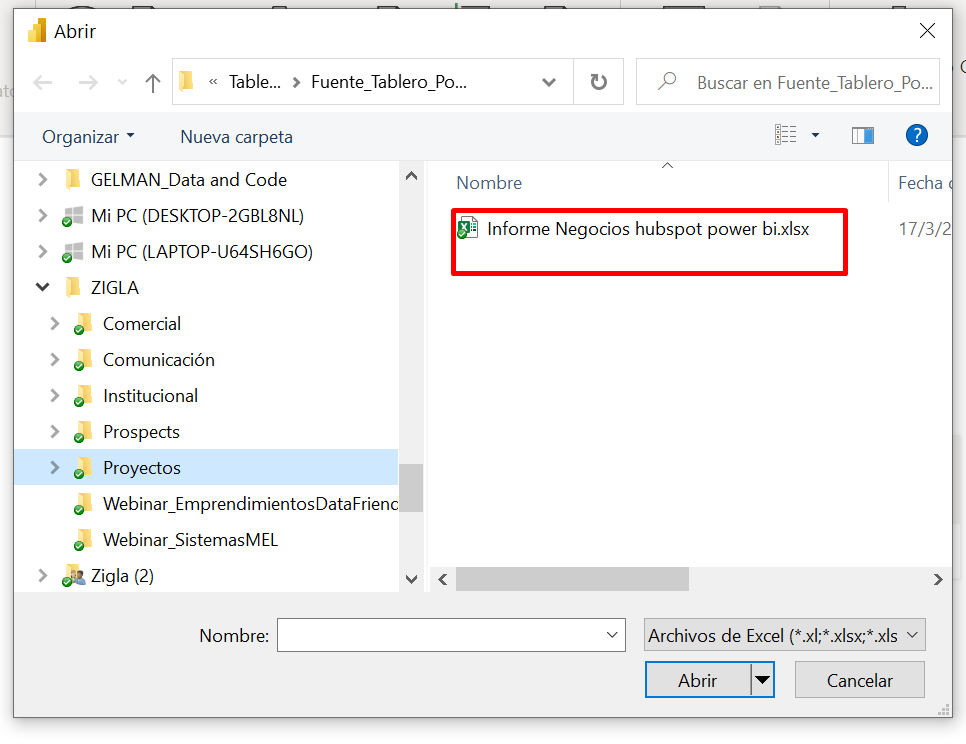 Abrir
« Table... > Fuente_Tablero_Po...
Buscar en Fuente_Tablero_Po...
Organizar
Nueva carpeta
GELMAN_Data and Code
Mi PC (DESKTOP-2GBL8NL)
Mi PC (LAPTOP-U64SH6GO)
ZIGLA
Comercial
Comunicación
Institucional
Prospects
Proyectos
Webinar_EmprendimientosDataFrienc
Webinar_SistemasMEL
Zigla (2)
Nombre
Fecha
Informe Negocios hubspot power bi.xlsx
17/3/2
Nombre:
Archivos de Excel (*.xl;*.xlsx;*.xls
Abrir
Cancelar